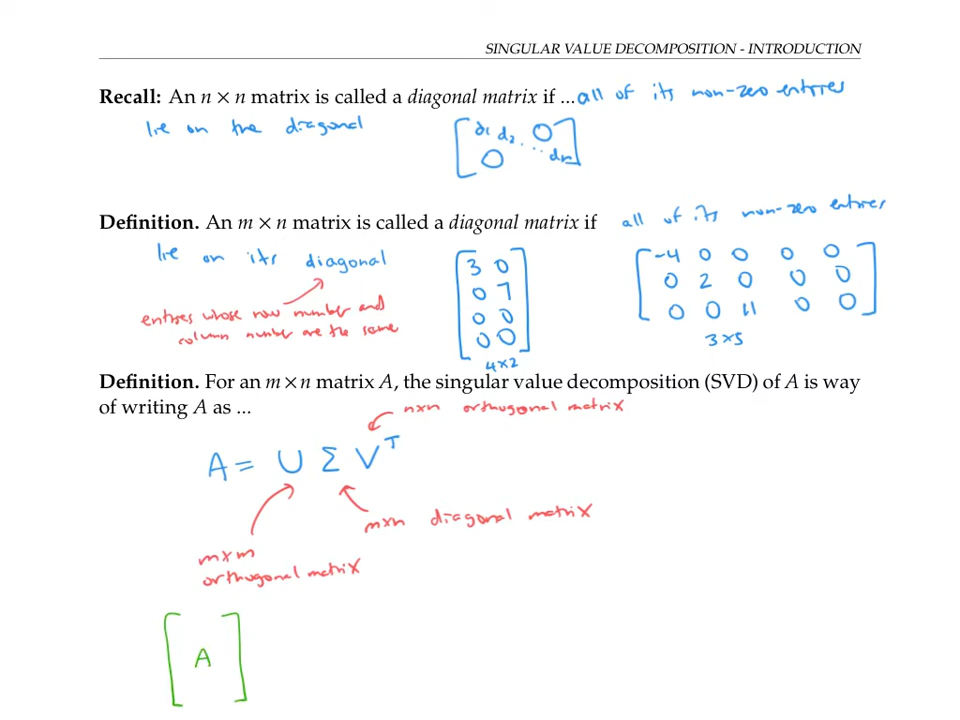 SINGULAR VALUE DECOMPOSITION - INTRODUCTION
Recall: An n × n matrix is called a diagonal matrix if ... all of its non-zero entries
lie on the diagonal
[ d1 d2 ⋱ 0
0 dn ]
Definition. An m × n matrix is called a diagonal matrix if all of its non-zero entries
lie on its diagonal
entries whose row number and
column number are the same
3 0
0 7
0 0
0 0
4×2
-4 0 0 0 0
0 2 0 0 0
0 0 11 0 0
3×5
Definition. For an m × n matrix A, the singular value decomposition (SVD) of A is way
of writing A as ...
n×n orthogonal matrix
A = U Σ V^T
m×n diagonal matrix
m×m
orthogonal matrix
[ A ]